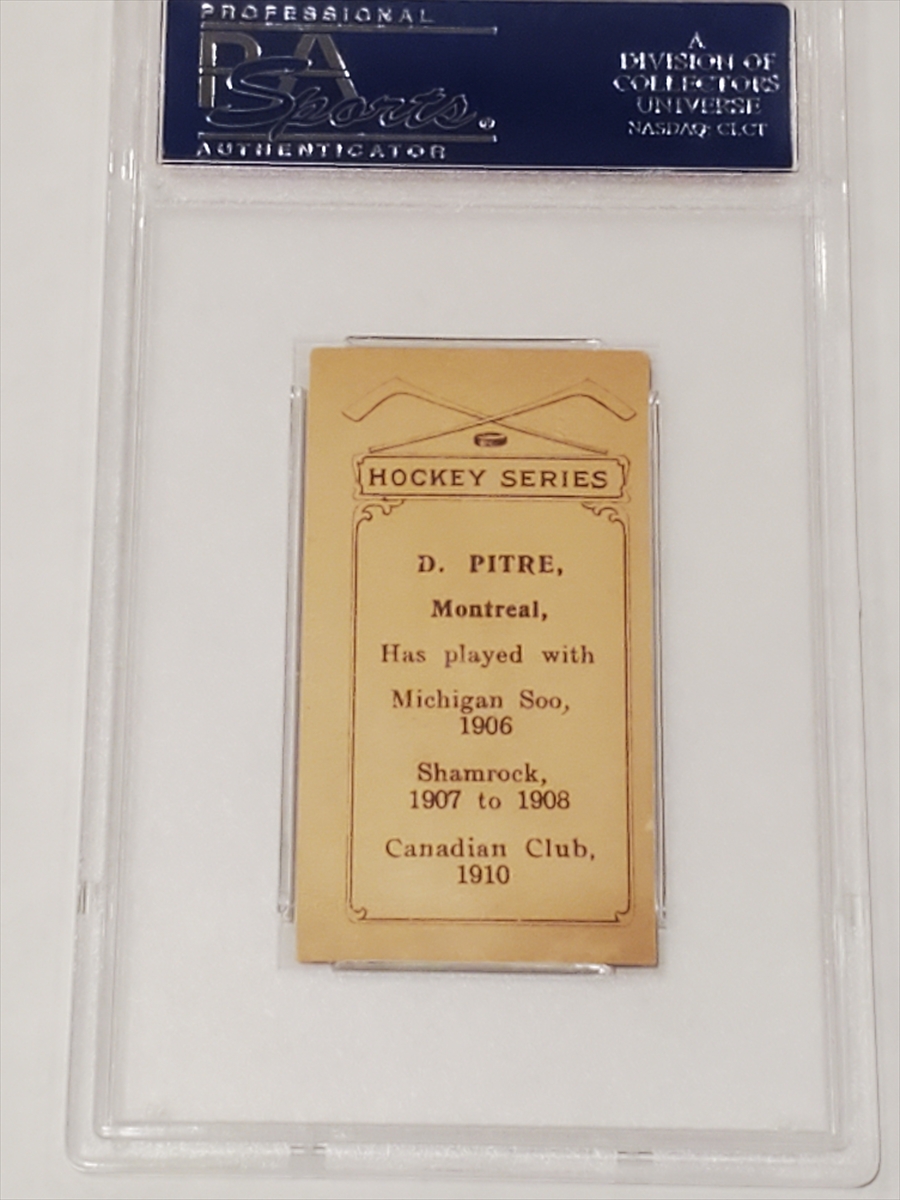 PROFESSIONAL
PSA
Sports®
AUTHENTICATOR
A
DIVISION OF
COLLECTORS
UNIVERSE
NASDAQ: CLCT
HOCKEY SERIES
D. PITRE,
Montreal,
Has played with
Michigan Soo,
1906
Shamrock,
1907 to 1908
Canadian Club,
1910